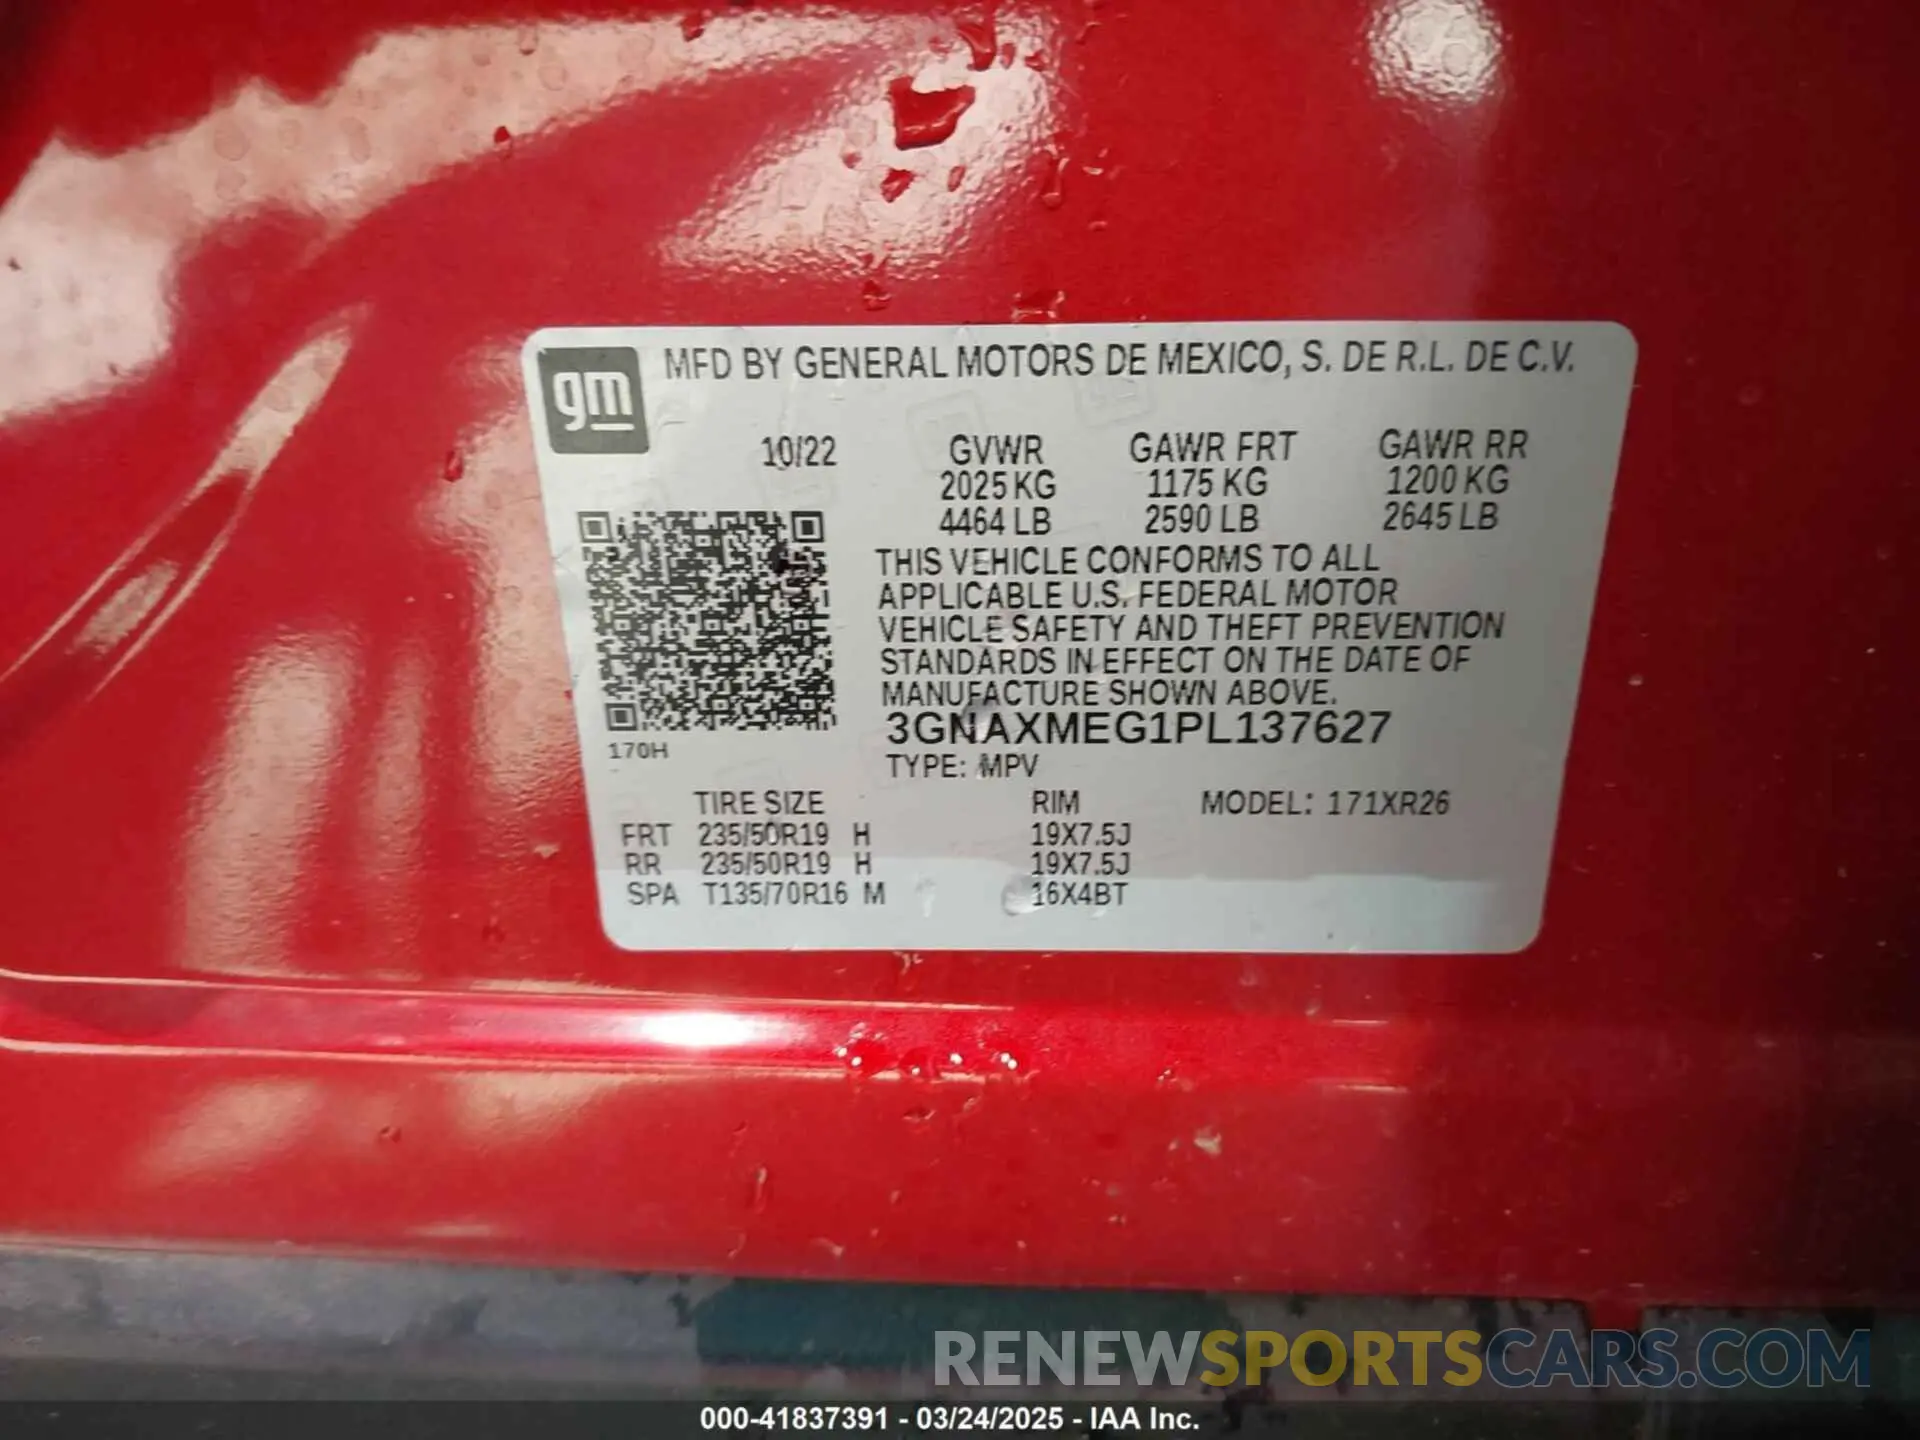 gm
MFD BY GENERAL MOTORS DE MEXICO, S. DE R.L. DE C.V.
10/22 GVWR GAWR FRT GAWR RR
2025 KG 1175 KG 1200 KG
4464 LB 2590 LB 2645 LB
THIS VEHICLE CONFORMS TO ALL
APPLICABLE U.S. FEDERAL MOTOR
VEHICLE SAFETY AND THEFT PREVENTION
STANDARDS IN EFFECT ON THE DATE OF
MANUFACTURE SHOWN ABOVE.
3GNAXMEG1PL137627
170H
TYPE: MPV
TIRE SIZE RIM MODEL: 171XR26
FRT 235/50R19 H 19X7.5J
RR 235/50R19 H 19X7.5J
SPA T135/70R16 M 16X4BT
RENEWSPORTSCARS.COM
000-41837391 - 03/24/2025 - IAA Inc.